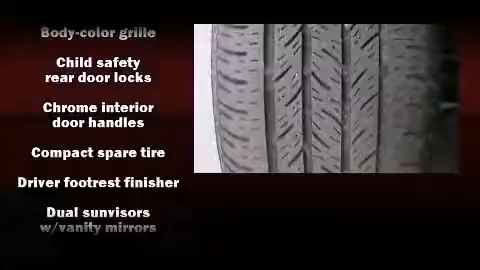 Body-color grille
Child safety
rear door locks
Chrome interior
door handles
Compact spare tire
Driver footrest finisher
Dual sunvisors
w/vanity mirrors